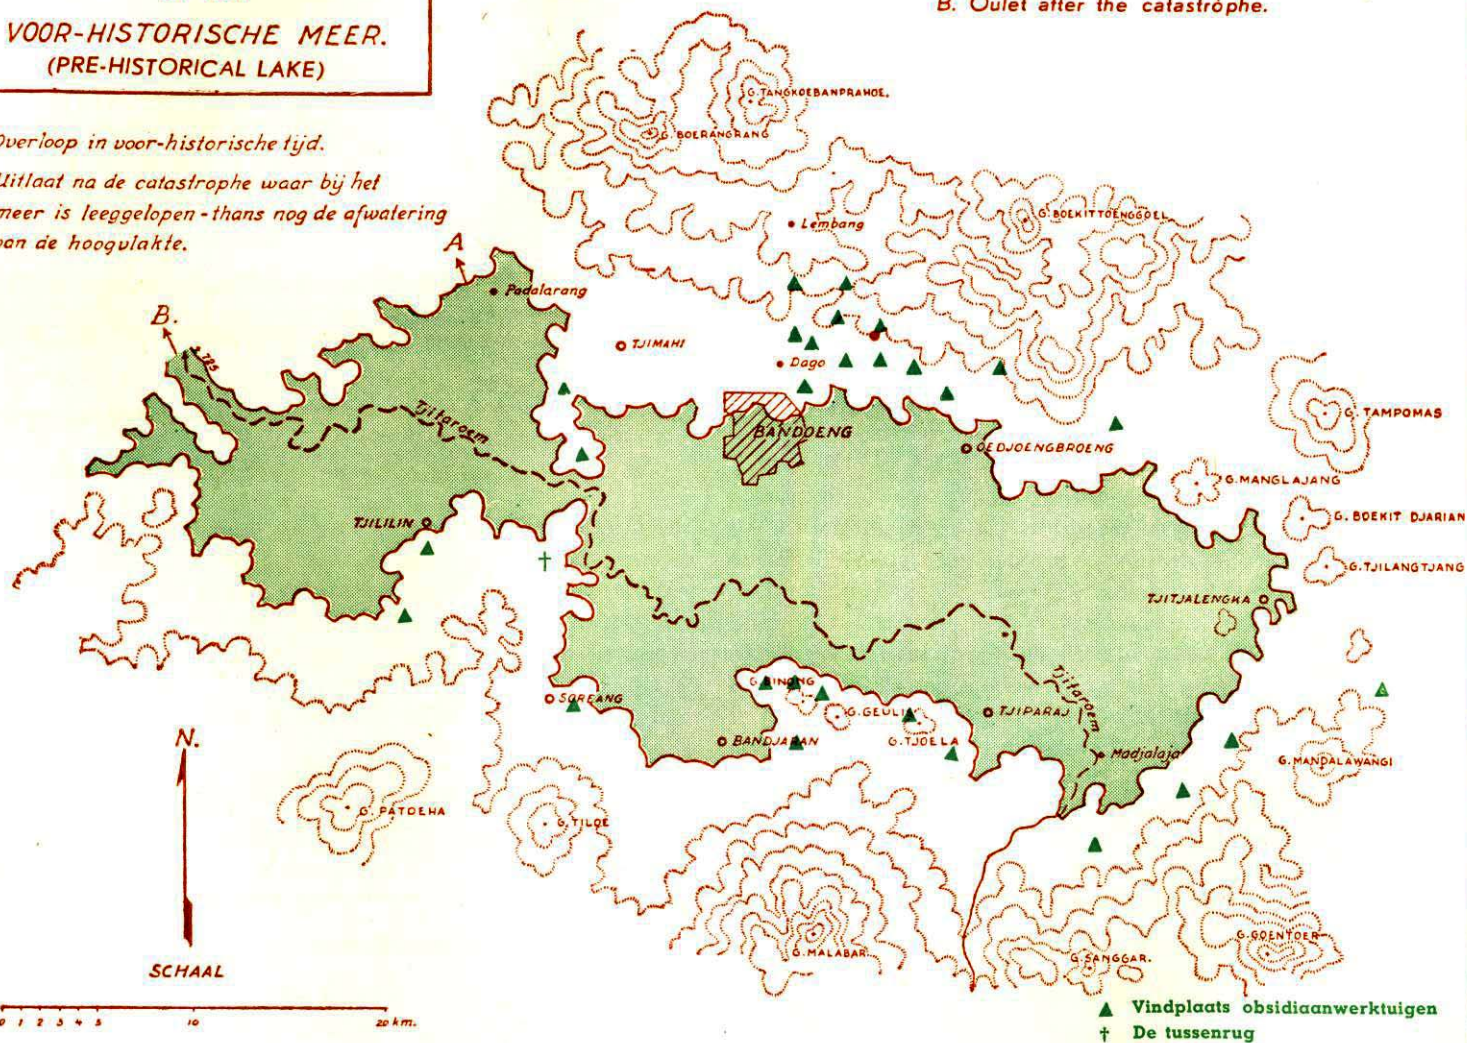 VOOR-HISTORISCHE MEER.
(PRE-HISTORICAL LAKE)
B. Oulet after the catastrophe.
Overloop in voor-historische tijd.
Uitlaat na de catastrophe waar bij het
meer is leeggelopen - thans nog de afwatering
van de hoogvlakte.
G. TANGKOEBANPRAHOE.
G. BOERANGRANG
Lembang
G. BOEKITTOENGGOEL
A
Padalarang
B.
± 725
TJIMAHI
Dago
Tjitaroem
BANDOENG
OEDJOENGBROENG
G. TAMPOMAS
G. MANGLAJANG
G. BOEKIT DJARIAN
G. TJILANGTJANG
TJILILIN
TJITJALENGKA
SOREANG
G. BINONG
G. GEULIS
G. TJOELA
TJIPARAJ
Tjitaroem
BANDJARAN
Madjalaja
G. MANDALAWANGI
N.
G. PATOEHA
G. TILOE
G. MALABAR.
G. SANGGAR.
G. GOENTOER
SCHAAL
0 1 2 3 4 5 10 20 km.
Vindplaats obsidiaanwerktuigen
† De tussenrug